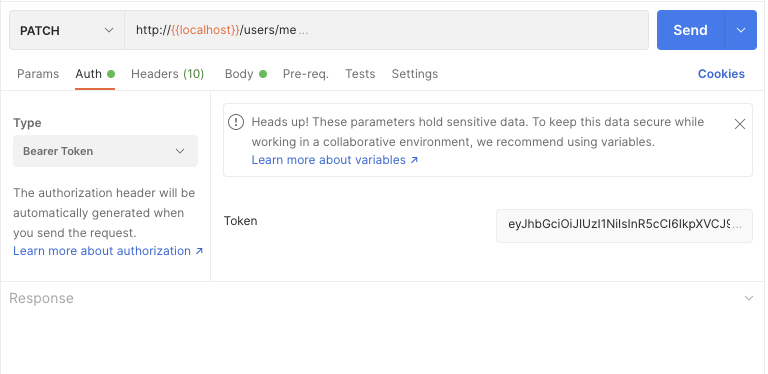 PATCH http://{{localhost}}/users/me ... Send
Params Auth Headers (10) Body Pre-req. Tests Settings Cookies
Type
Bearer Token
The authorization header will be
automatically generated when
you send the request.
Learn more about authorization ↗
Heads up! These parameters hold sensitive data. To keep this data secure while
working in a collaborative environment, we recommend using variables.
Learn more about variables ↗
Token eyJhbGciOiJIUzI1NiIsInR5cCI6IkpXVCJ9...
Response